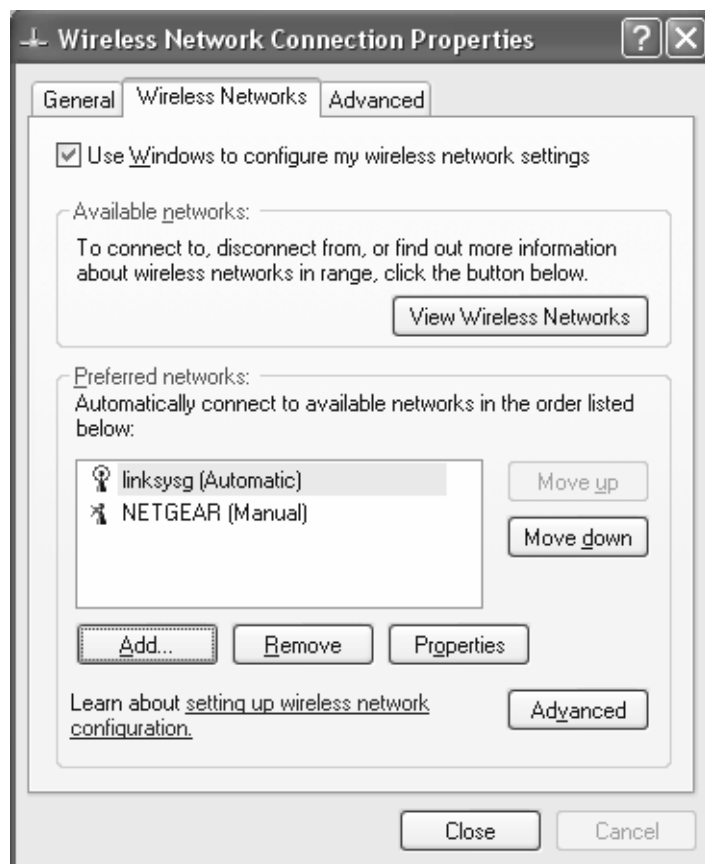 Wireless Network Connection Properties
General Wireless Networks Advanced
Use Windows to configure my wireless network settings
Available networks:
To connect to, disconnect from, or find out more information
about wireless networks in range, click the button below.
View Wireless Networks
Preferred networks:
Automatically connect to available networks in the order listed
below:
linksysg (Automatic)
NETGEAR (Manual)
Move up
Move down
Add... Remove Properties
Learn about setting up wireless network
configuration.
Advanced
Close Cancel